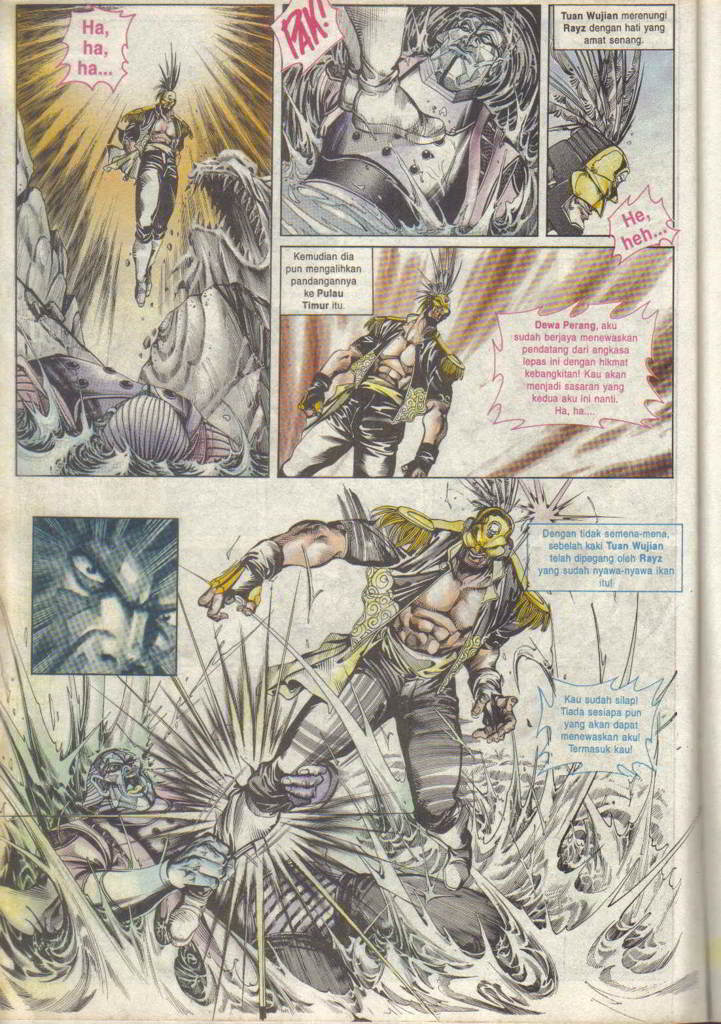 Ha,
ha,
ha...
PAK!
Tuan Wujian merenungi
Rayz dengan hati yang
amat senang.
He,
heh...
Kemudian dia
pun mengalihkan
pandangannya
ke Pulau
Timur itu.
Dewa Perang, aku
sudah berjaya menewaskan
pendatang dari angkasa
lepas ini dengan hikmat
kebangkitan! Kau akan
menjadi sasaran yang
kedua aku ini nanti.
Ha, ha....
Dengan tidak semena-mena,
sebelah kaki Tuan Wujian
telah dipegang oleh Rayz
yang sudah nyawa-nyawa ikan
itu!
Kau sudah silap!
Tiada sesiapa pun
yang akan dapat
menewaskan aku!
Termasuk kau!